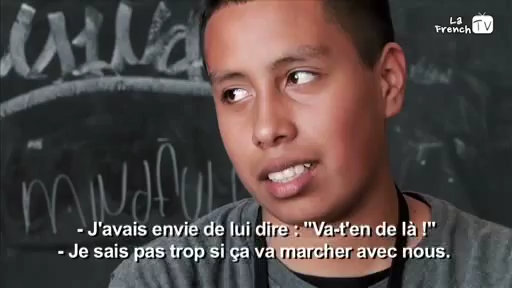 La
French TV
mindful
- J'avais envie de lui dire : "Va-t'en de là !"
- Je sais pas trop si ça va marcher avec nous.